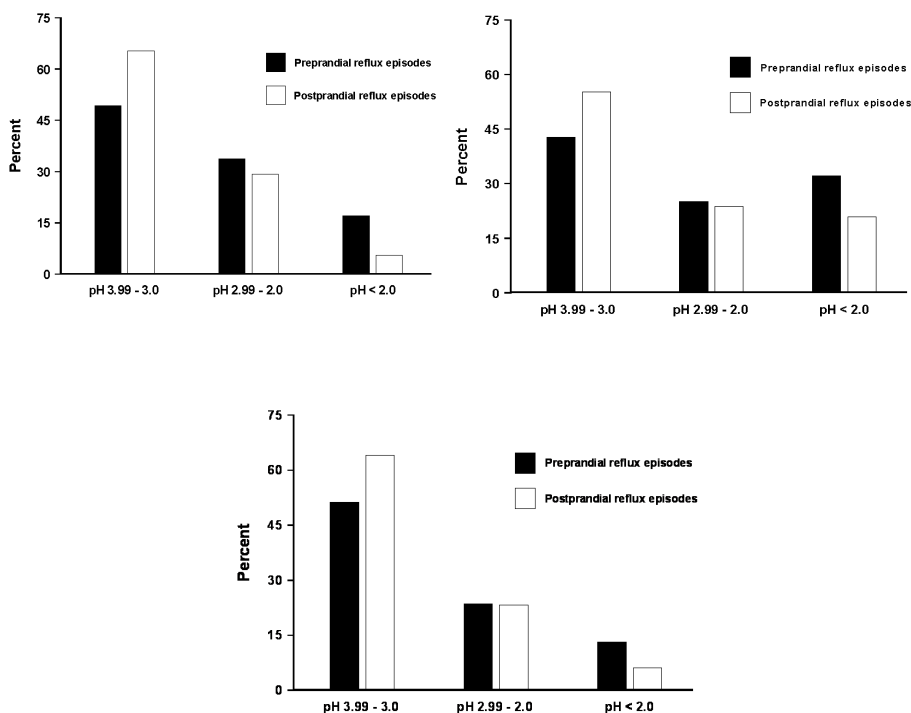 75
60
45
30
15
0
Percent
Preprandial reflux episodes
Postprandial reflux episodes
pH 3.99 - 3.0 pH 2.99 - 2.0 pH < 2.0
75
60
45
30
15
0
Percent
Preprandial reflux episodes
Postprandial reflux episodes
pH 3.99 - 3.0 pH 2.99 - 2.0 pH < 2.0
75
60
45
30
15
0
Percent
Preprandial reflux episodes
Postprandial reflux episodes
pH 3.99 - 3.0 pH 2.99 - 2.0 pH < 2.0